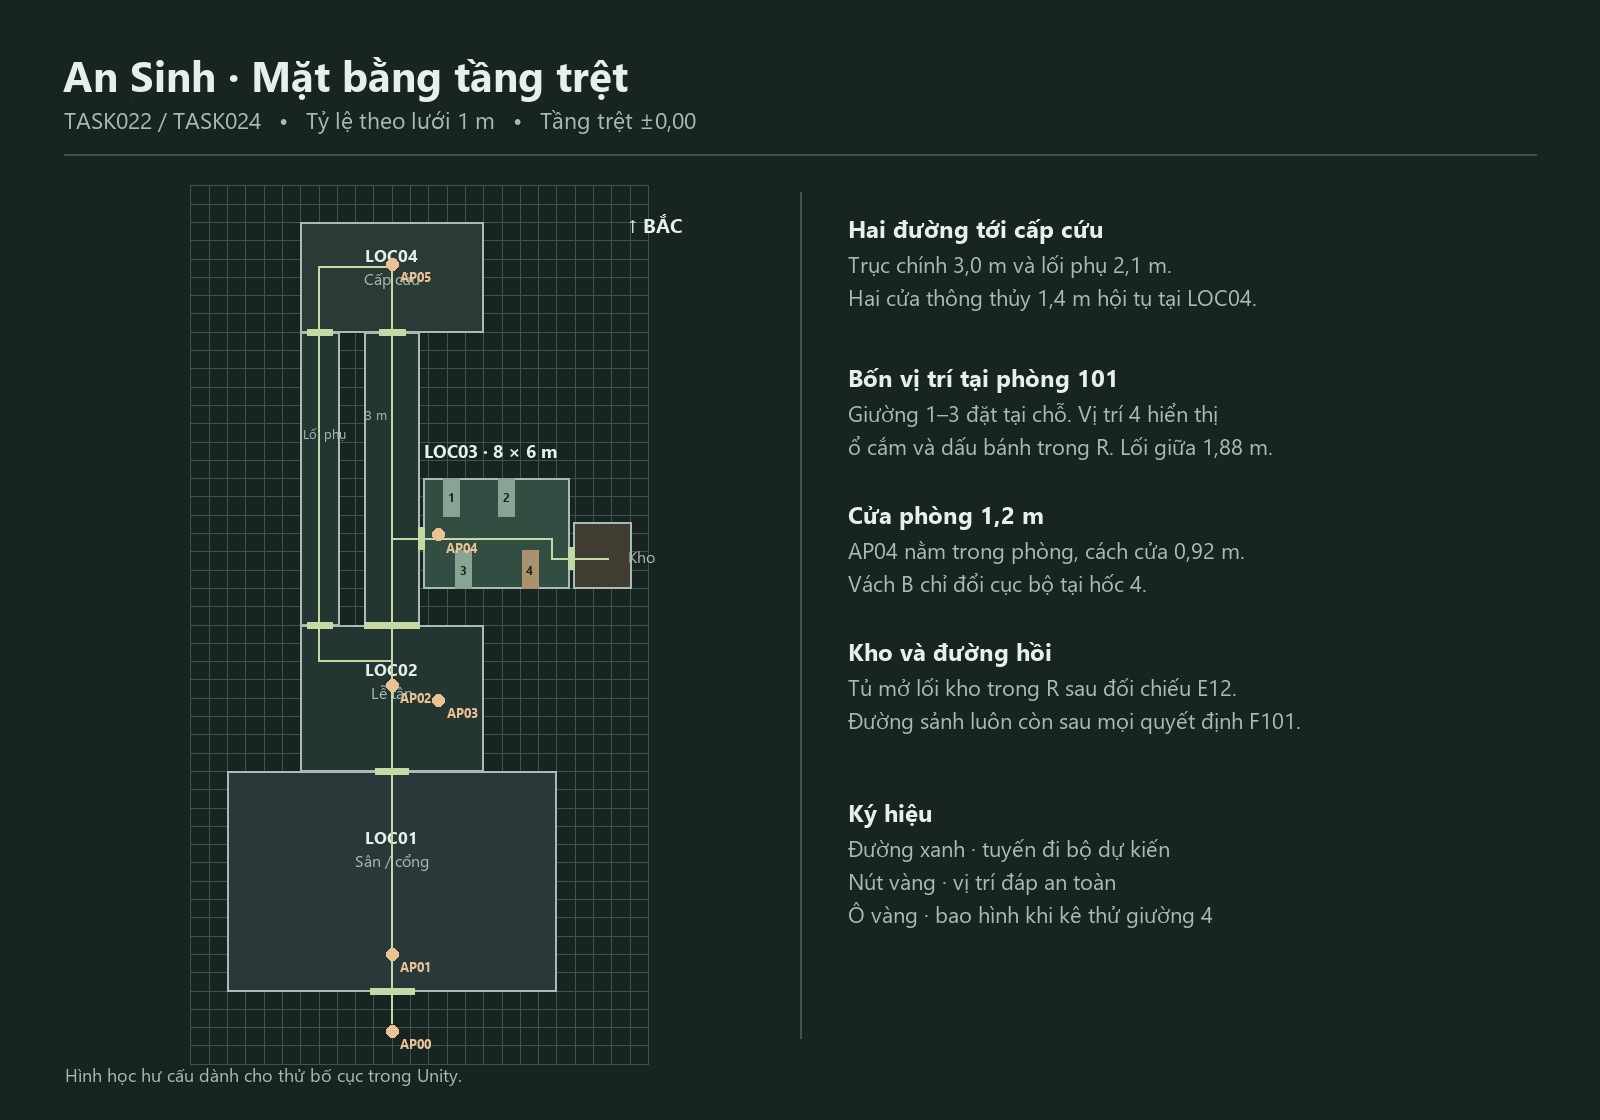 An Sinh · Mặt bằng tầng trệt
TASK022 / TASK024 • Tỷ lệ theo lưới 1 m • Tầng trệt ±0,00
↑ BẮC
LOC04
Cấp cứu
AP05
3 m
Lối phụ
LOC03 · 8 × 6 m
1
2
AP04
3
4
Kho
LOC02
Lễ tân
AP02
AP03
LOC01
Sân / cổng
AP01
AP00
Hình học hư cấu dành cho thử bố cục trong Unity.
Hai đường tới cấp cứu
Trục chính 3,0 m và lối phụ 2,1 m.
Hai cửa thông thủy 1,4 m hội tụ tại LOC04.
Bốn vị trí tại phòng 101
Giường 1–3 đặt tại chỗ. Vị trí 4 hiển thị
ổ cắm và dấu bánh trong R. Lối giữa 1,88 m.
Cửa phòng 1,2 m
AP04 nằm trong phòng, cách cửa 0,92 m.
Vách B chỉ đổi cục bộ tại hốc 4.
Kho và đường hồi
Tủ mở lối kho trong R sau đối chiếu E12.
Đường sảnh luôn còn sau mọi quyết định F101.
Ký hiệu
Đường xanh · tuyến đi bộ dự kiến
Nút vàng · vị trí đáp an toàn
Ô vàng · bao hình khi kê thử giường 4